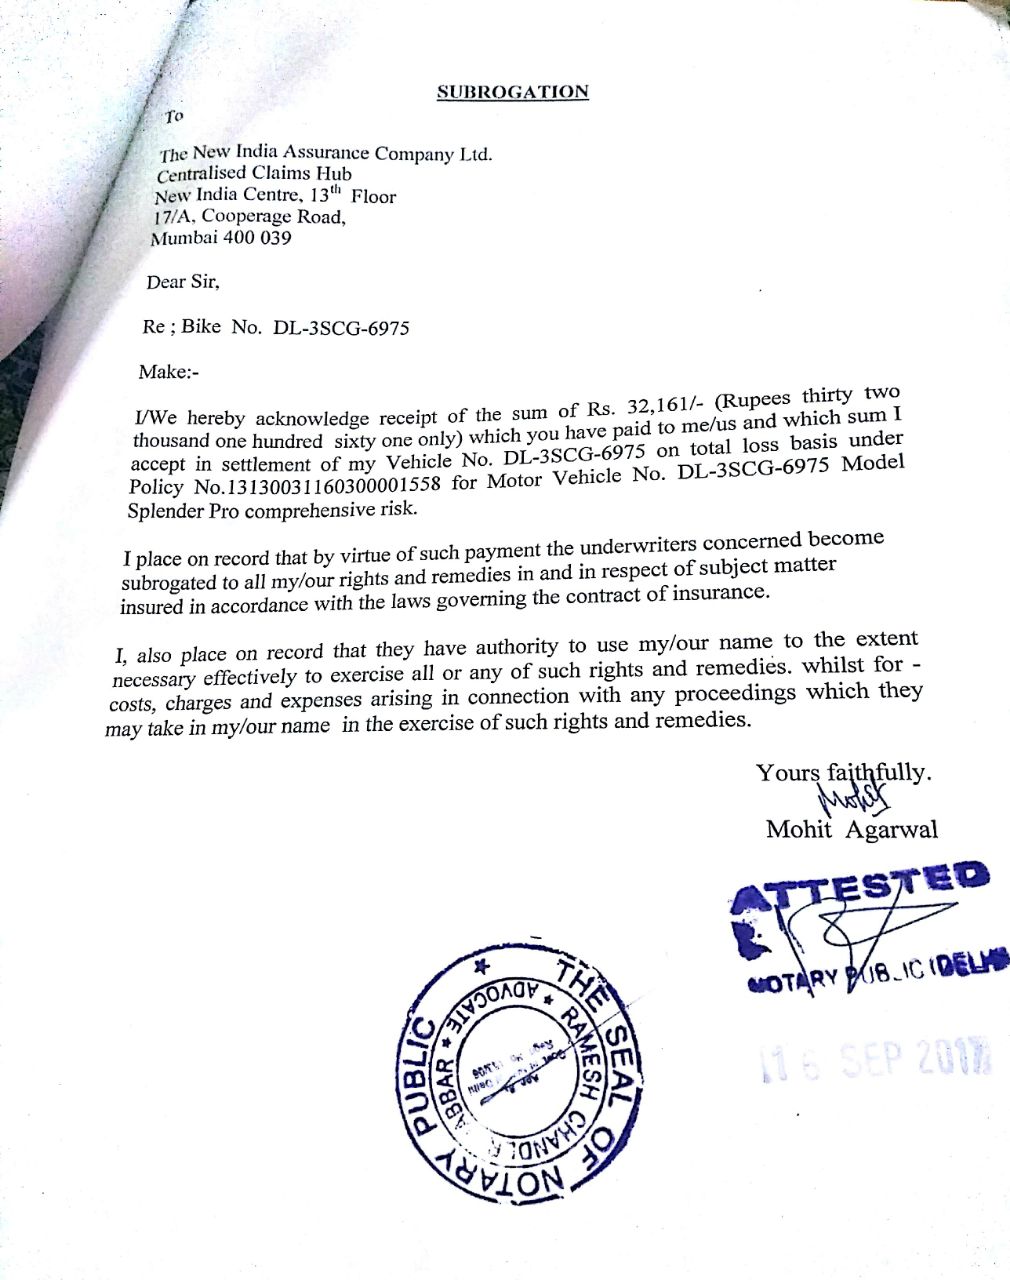 SUBROGATION
To
The New India Assurance Company Ltd.
Centralised Claims Hub
New India Centre, 13th Floor
17/A, Cooperage Road,
Mumbai 400 039
Dear Sir,
Re ; Bike No. DL-3SCG-6975
Make:-
I/We hereby acknowledge receipt of the sum of Rs. 32,161/- (Rupees thirty two
thousand one hundred sixty one only) which you have paid to me/us and which sum I
accept in settlement of my Vehicle No. DL-3SCG-6975 on total loss basis under
Policy No.13130031160300001558 for Motor Vehicle No. DL-3SCG-6975 Model
Splender Pro comprehensive risk.
I place on record that by virtue of such payment the underwriters concerned become
subrogated to all my/our rights and remedies in and in respect of subject matter
insured in accordance with the laws governing the contract of insurance.
I, also place on record that they have authority to use my/our name to the extent
necessary effectively to exercise all or any of such rights and remedies. whilst for -
costs, charges and expenses arising in connection with any proceedings which they
may take in my/our name in the exercise of such rights and remedies.
Yours faithfully.
Mohit
Mohit Agarwal
ATTESTED
NOTARY PUBLIC DELHI
16 SEP 2017
THE SEAL OF NOTARY PUBLIC
RAMESH CHANDER ABBAR ADVOCATE